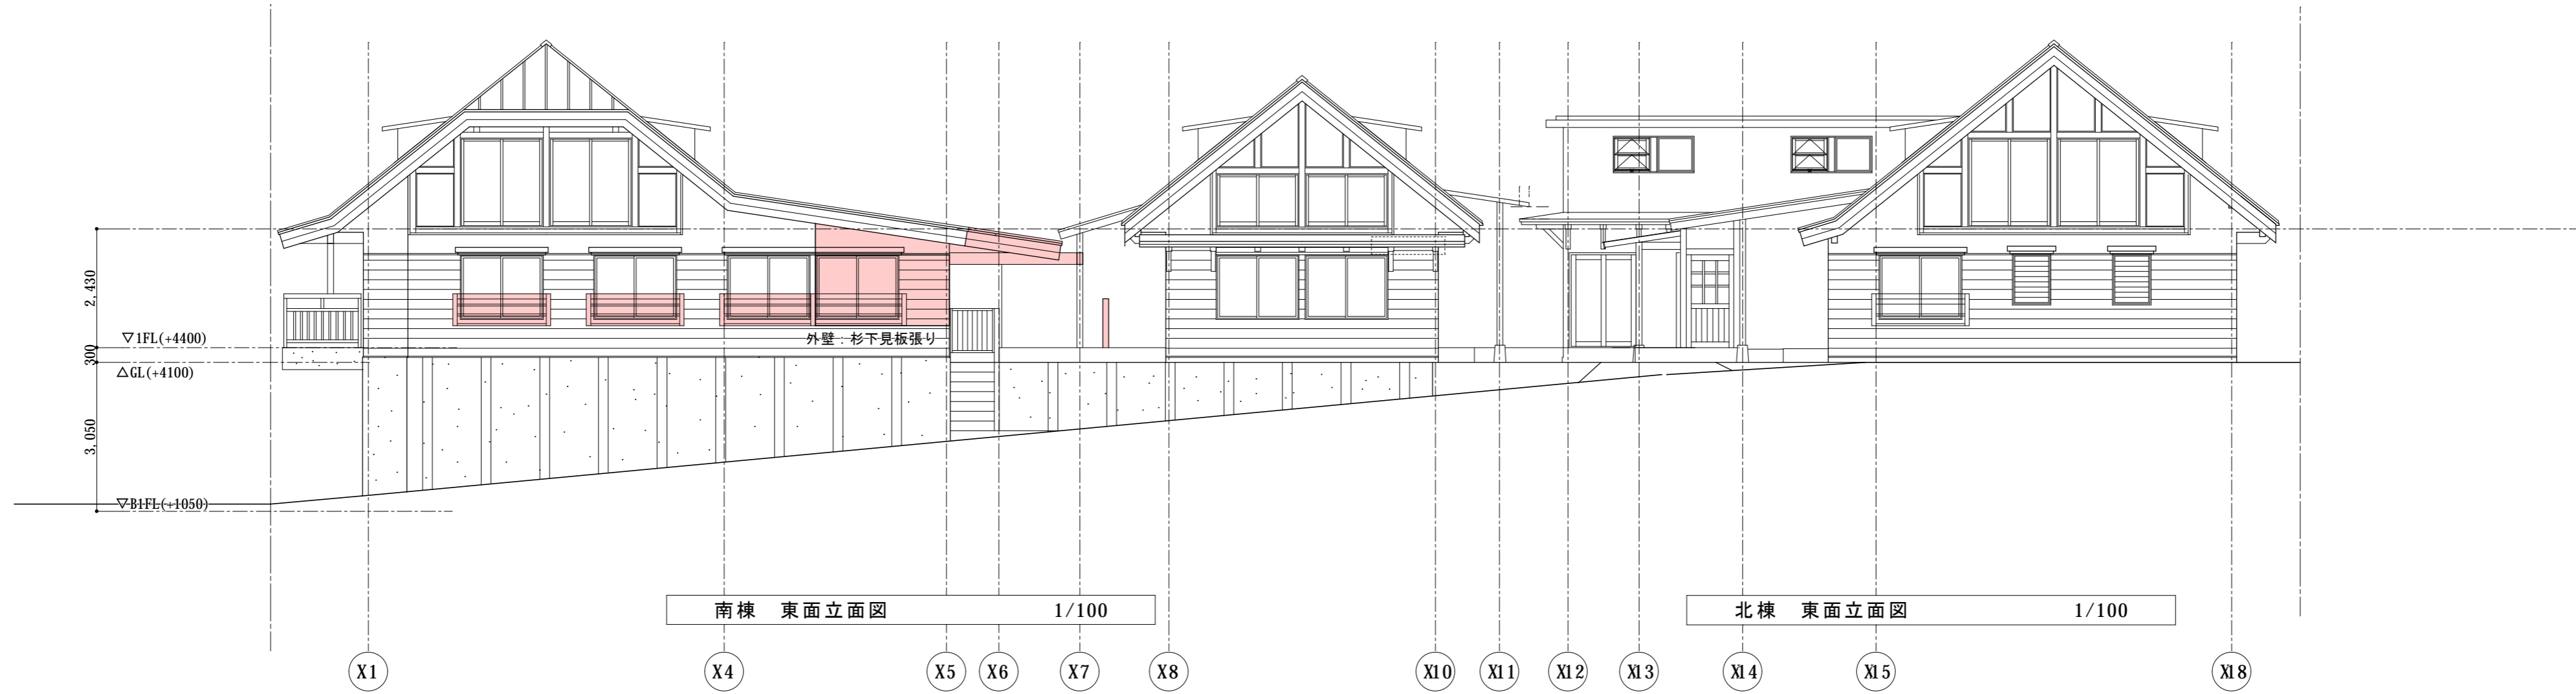 2,430
▽1FL(+4400)
300
△GL(+4100)
3,050
▽B1FL(+1050)
外壁：杉下見板張り
南棟　東面立面図　1/100
北棟　東面立面図　1/100
X1 X4 X5 X6 X7 X8 X10 X11 X12 X13 X14 X15 X18